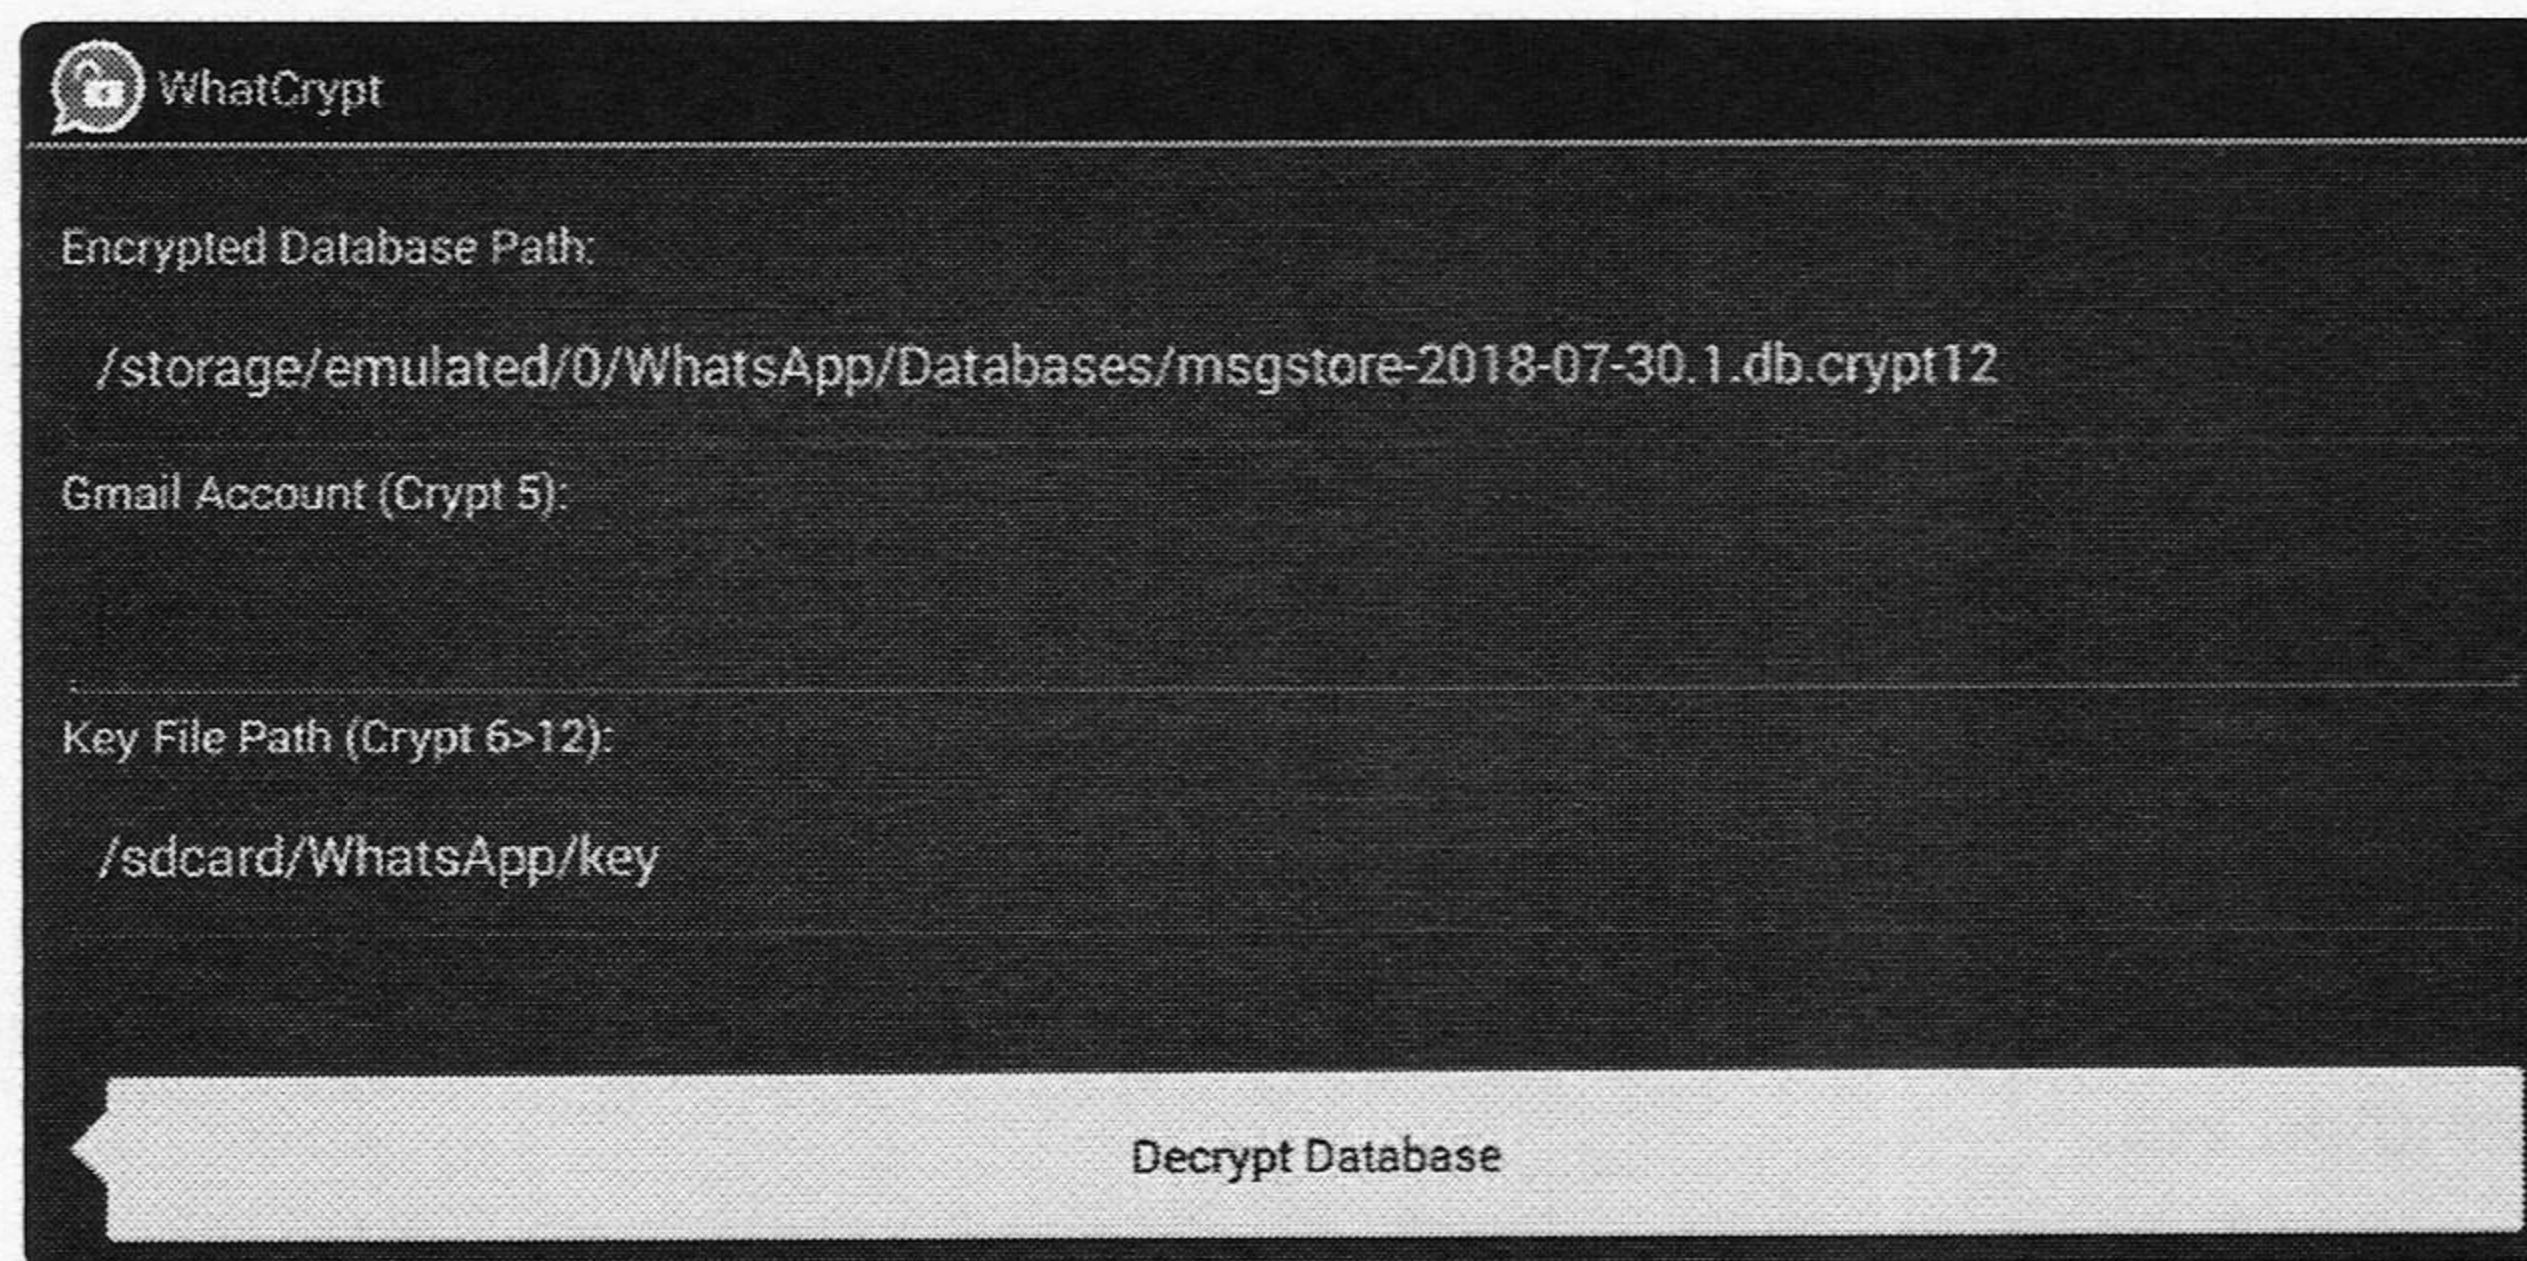 WhatCrypt
Encrypted Database Path:
/storage/emulated/0/WhatsApp/Databases/msgstore-2018-07-30.1.db.crypt12
Gmail Account (Crypt 5):
Key File Path (Crypt 6>12):
/sdcard/WhatsApp/key
Decrypt Database